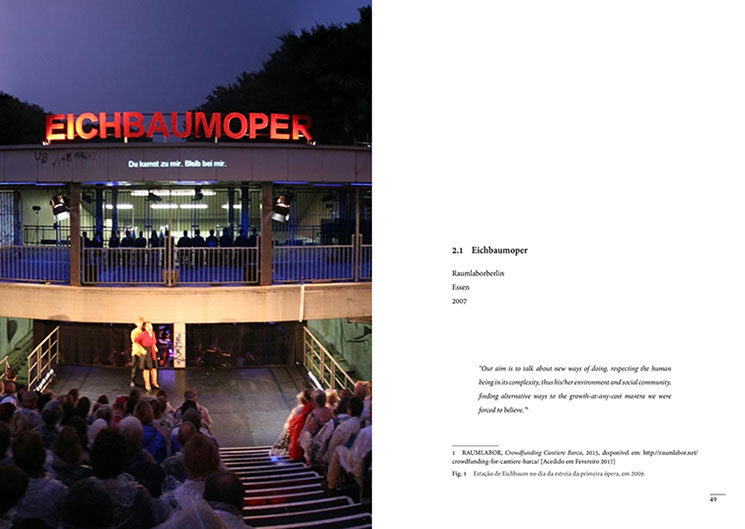 EICHBAUMOPER
Du kamst zu mir. Bleib bei mir.
2.1 Eichbaumoper
Raumlaborberlin
Essen
2007
"Our aim is to talk about new ways of doing, respecting the human
being in its complexity, thus his/her environment and social community,
finding alternative ways to the growth-at-any-cost mantra we were
forced to believe."¹
1 RAUMLABOR, Crowdfunding Cantiere Barca, 2015, disponível em: http://raumlabor.net/
crowdfunding-for-cantiere-barca/ [Acedido em Fevereiro 2017]
Fig. 1 Estação de Eichbaum no dia da estreia da primeira ópera, em 2009.
49